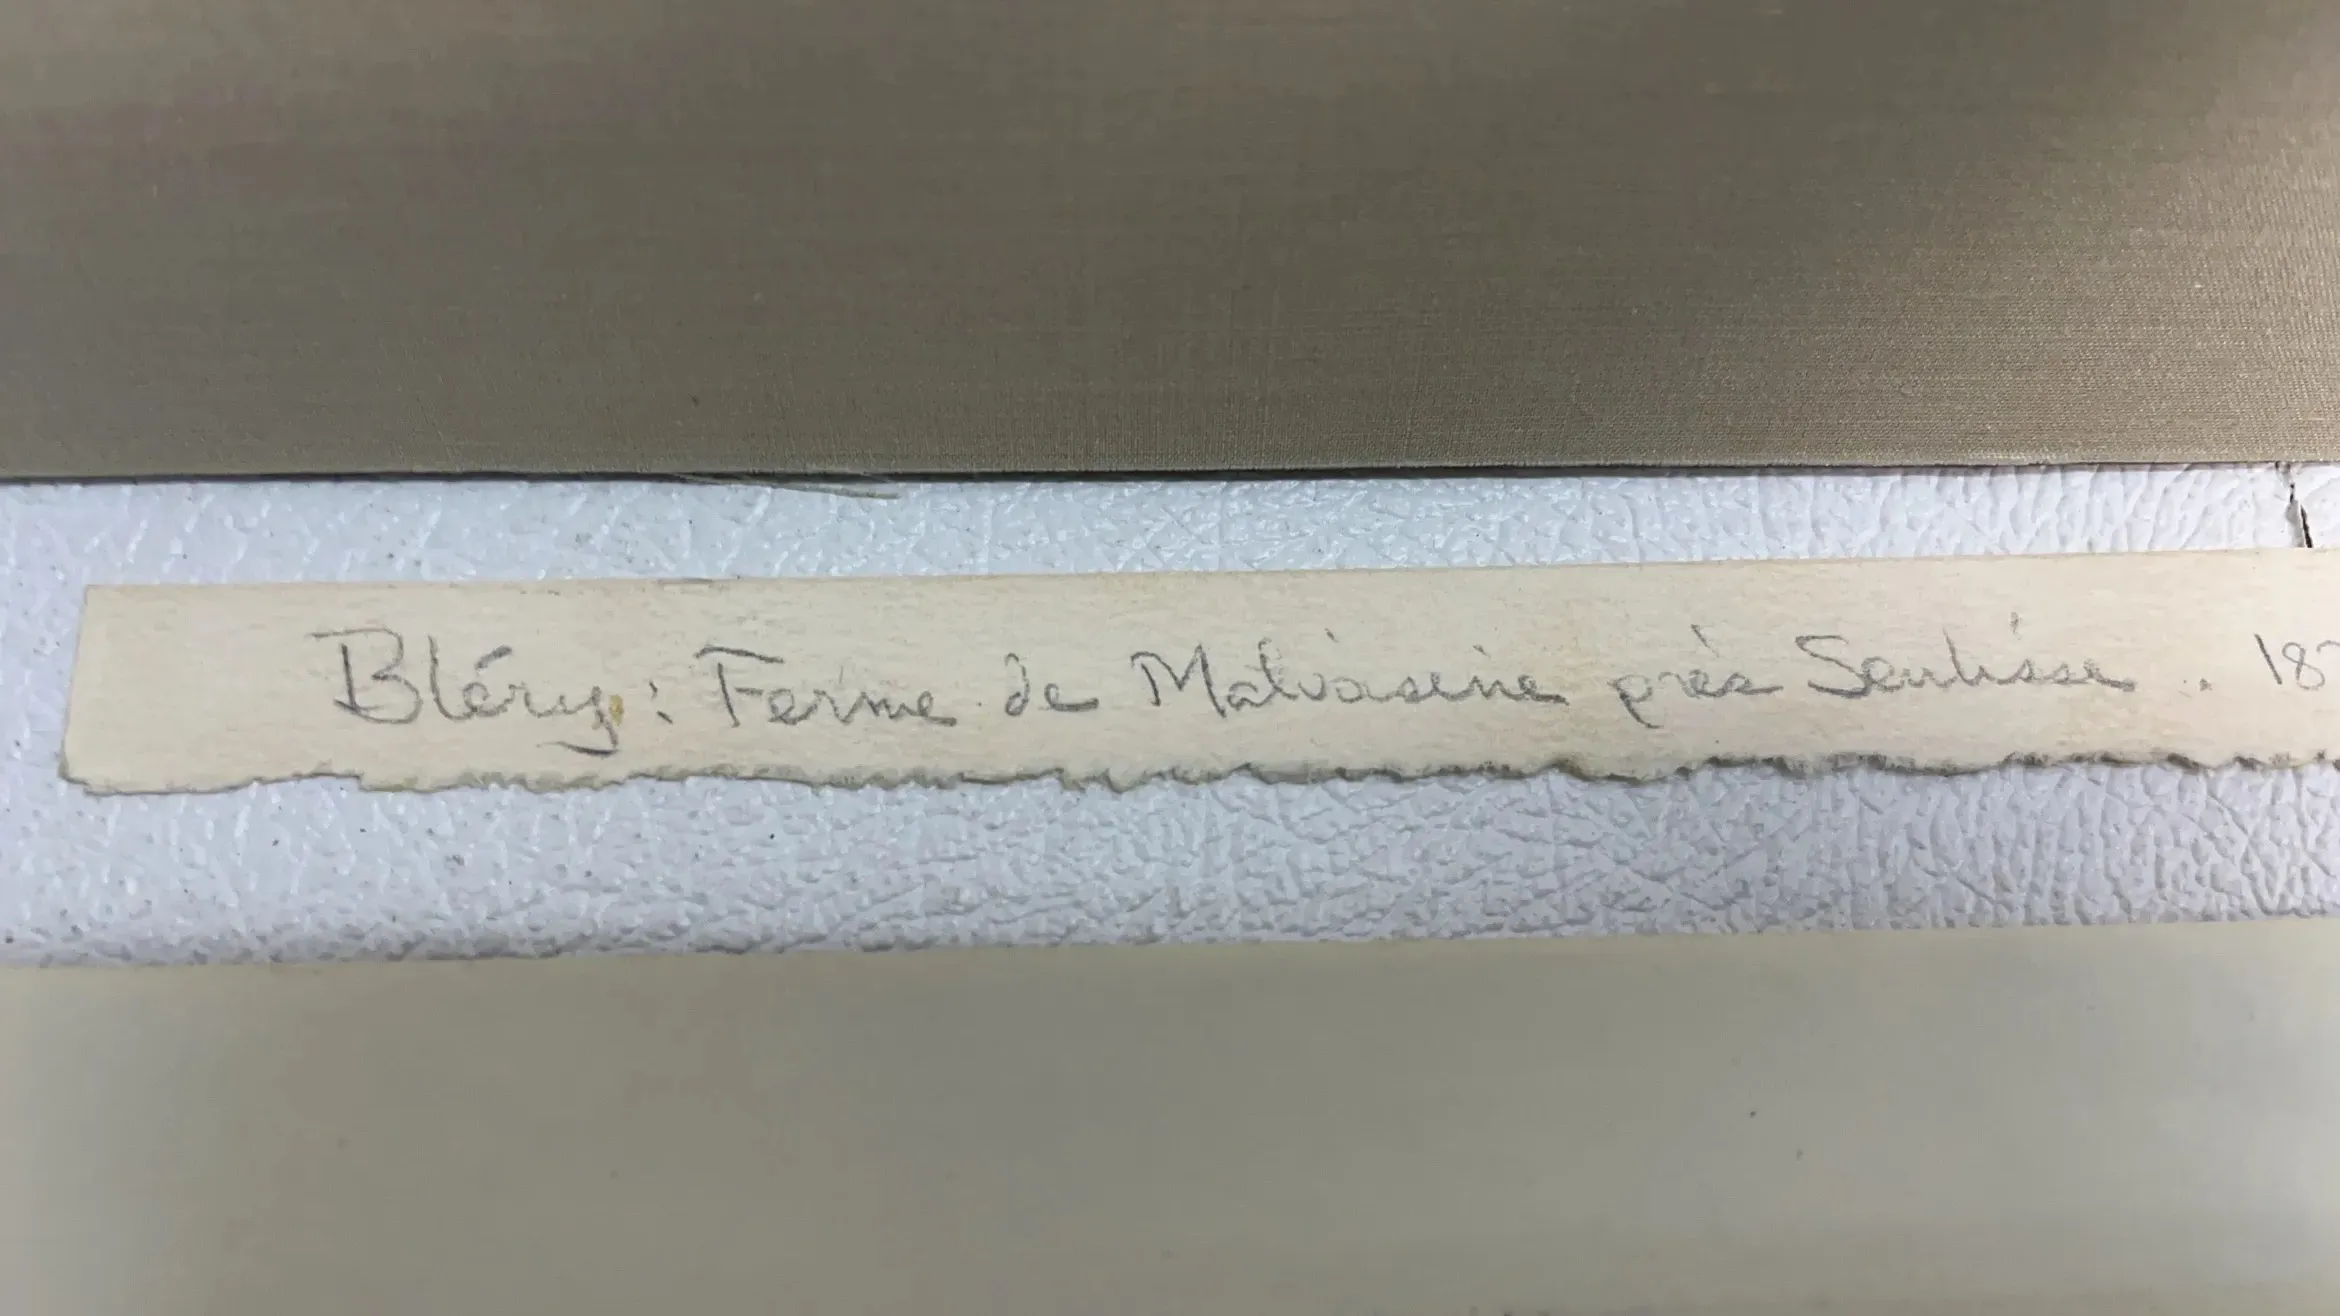 Bléry : Ferme de Malvoisine près Senlisse .. 18